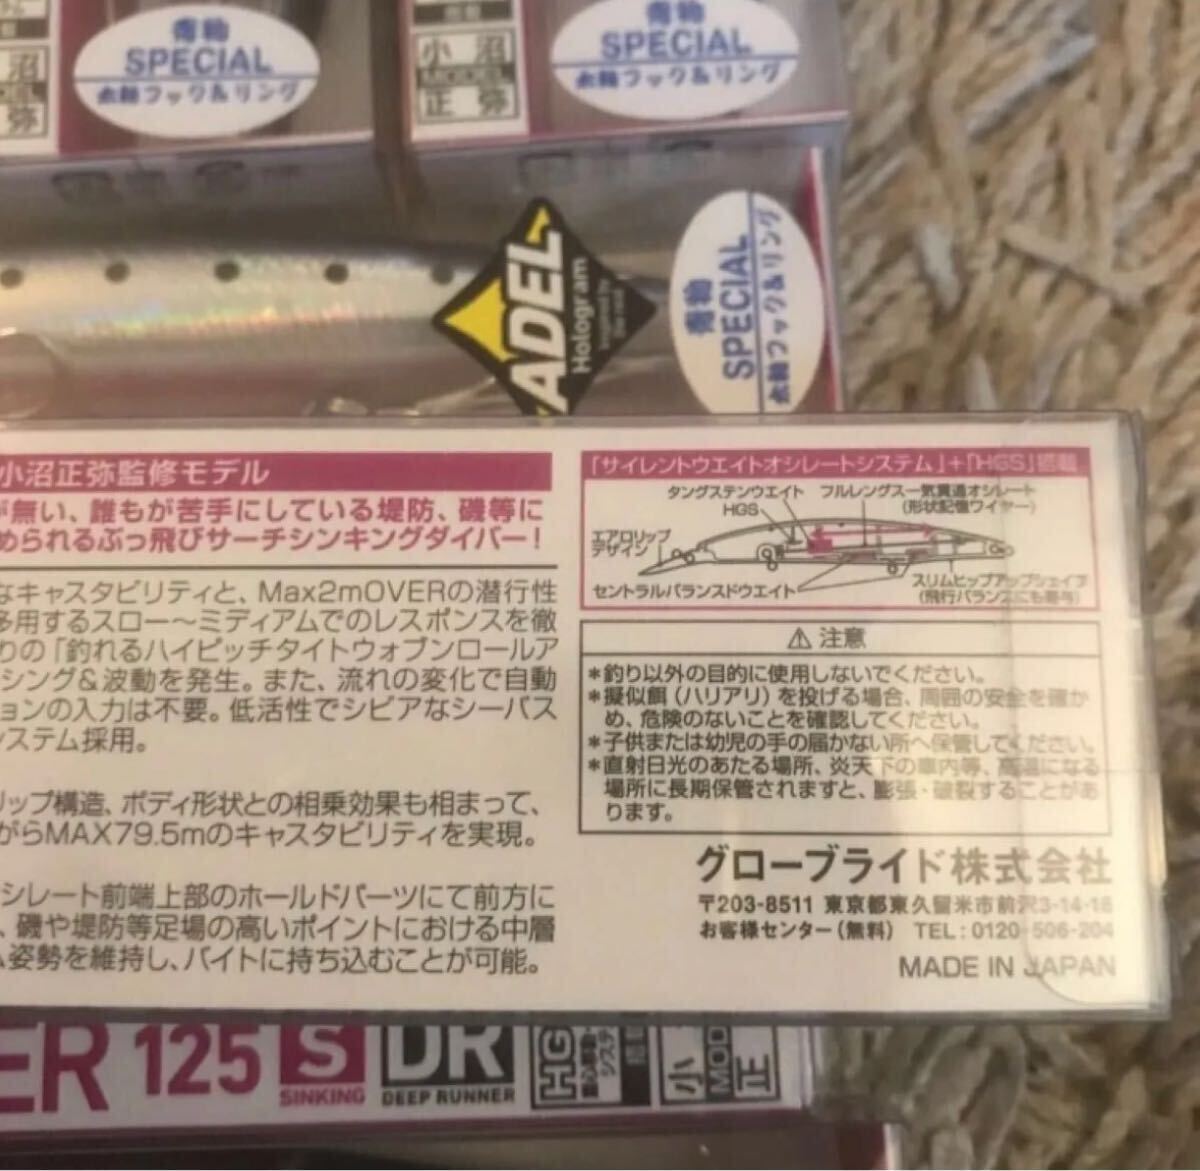 小沼
MODEL
正弥
青物
SPECIAL
太軸フック&リング
青物
SPECIAL
太軸フック&リング
ADEL
Hologram
Inspired by
the real
青物
SPECIAL
太軸フック&リング
小沼正弥監修モデル
が無い、誰もが苦手にしている堤防、磯等に
められるぶっ飛びサーチシンキングダイバー!
なキャスタビリティと、Max2mOVERの潜行性
多用するスロー〜ミディアムでのレスポンスを徹
りの「釣れるハイピッチタイトウォブンロールア
シング&波動を発生。また、流れの変化で自動
ョンの入力は不要。低活性でシビアなシーバス
システム採用。
リップ構造、ボディ形状との相乗効果も相まって、
がらMAX79.5mのキャスタビリティを実現。
シレート前端上部のホールドパーツにて前方に
、磯や堤防等足場の高いポイントにおける中層
姿勢を維持し、バイトに持ち込むことが可能。
「サイレントウエイトオシレートシステム」+「HGS」搭載
タングステンウエイト
HGS
フルレングス一気貫通オシレート
(形状記憶ワイヤー)
エアロリップ
デザイン
セントラルバランスドウエイト
スリムヒップアップシェイプ
(飛行バランスにも寄与)
⚠ 注意
*釣り以外の目的に使用しないでください。
*擬似餌(ハリアリ)を投げる場合、周囲の安全を確か
め、危険のないことを確認してください。
*子供または幼児の手の届かない所へ保管してください。
*直射日光のあたる場所、炎天下の車内等、高温になる
場所に長期保管されますと、膨張・破裂することがあ
ります。
グローブライド株式会社
〒203-8511 東京都東久留米市前沢3-14-16
お客様センター(無料) TEL:0120-506-204
MADE IN JAPAN
ER 125 S
SINKING
DR
DEEP RUNNER
HG
搭載
小
MOD
正